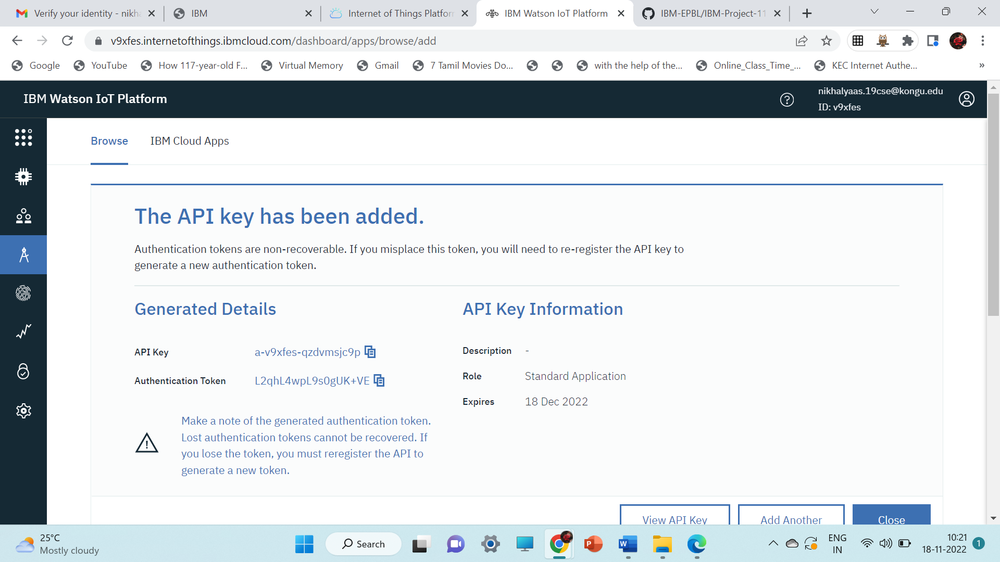 Verify your identity - nikha
IBM
Internet of Things Platform
IBM Watson IoT Platform
IBM-EPBL/IBM-Project-11
v9xfes.internetofthings.ibmcloud.com/dashboard/apps/browse/add
Google
YouTube
How 117-year-old F...
Virtual Memory
Gmail
7 Tamil Movies Do...
with the help of the...
Online_Class_Time_...
KEC Internet Authe...
»
IBM Watson IoT Platform
nikhalyaas.19cse@kongu.edu
ID: v9xfes
Browse
IBM Cloud Apps
The API key has been added.
Authentication tokens are non-recoverable. If you misplace this token, you will need to re-register the API key to
generate a new authentication token.
Generated Details
API Key a-v9xfes-qzdvmsjc9p
Authentication Token L2qhL4wpL9s0gUK+VE
Make a note of the generated authentication token.
Lost authentication tokens cannot be recovered. If
you lose the token, you must reregister the API to
generate a new token.
API Key Information
Description -
Role Standard Application
Expires 18 Dec 2022
View API Key
Add Another
Close
25°C
Mostly cloudy
Search
ENG
IN
10:21
18-11-2022
1